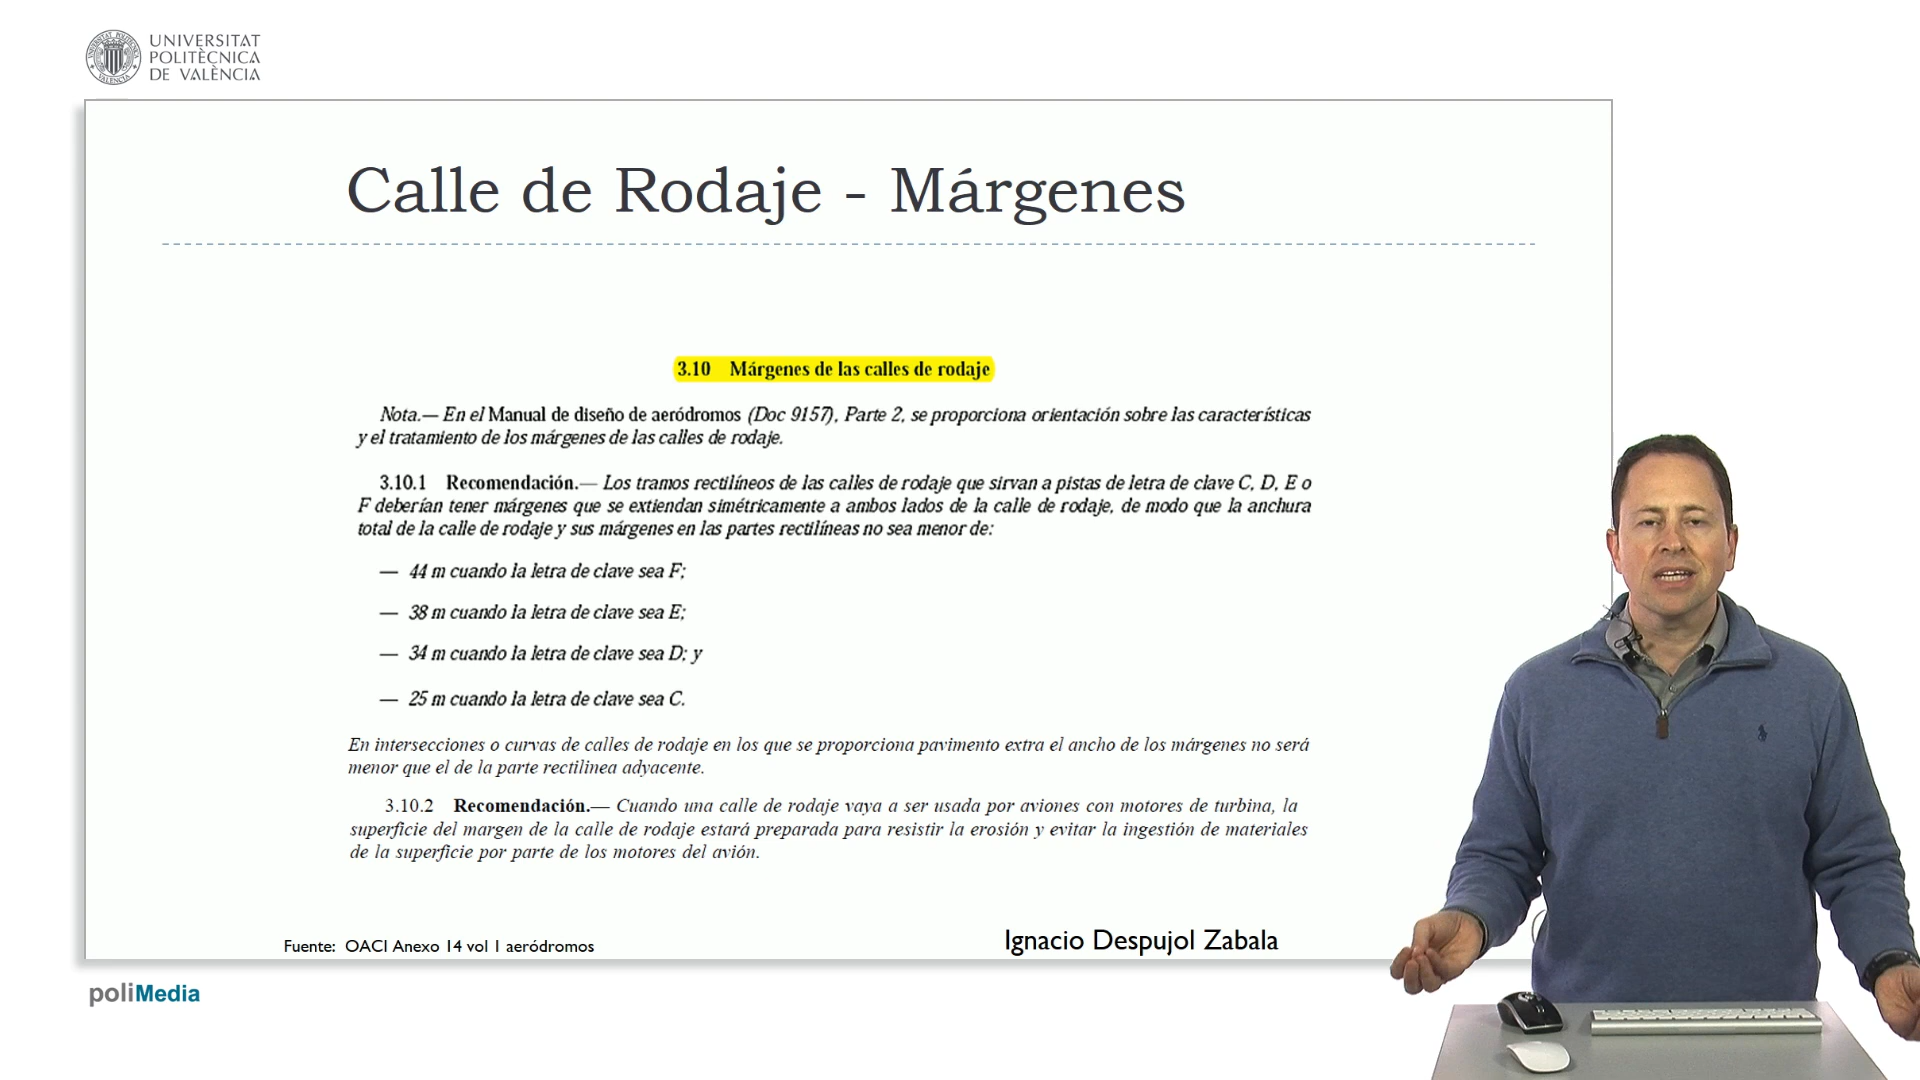 UNIVERSITAT
POLITÈCNICA
DE VALÈNCIA
Calle de Rodaje - Márgenes
3.10 Márgenes de las calles de rodaje
Nota.— En el Manual de diseño de aeródromos (Doc 9157), Parte 2, se proporciona orientación sobre las características
y el tratamiento de los márgenes de las calles de rodaje.
3.10.1 Recomendación.— Los tramos rectilíneos de las calles de rodaje que sirvan a pistas de letra de clave C, D, E o
F deberían tener márgenes que se extiendan simétricamente a ambos lados de la calle de rodaje, de modo que la anchura
total de la calle de rodaje y sus márgenes en las partes rectilíneas no sea menor de:
— 44 m cuando la letra de clave sea F;
— 38 m cuando la letra de clave sea E;
— 34 m cuando la letra de clave sea D; y
— 25 m cuando la letra de clave sea C.
En intersecciones o curvas de calles de rodaje en los que se proporciona pavimento extra el ancho de los márgenes no será
menor que el de la parte rectilinea adyacente.
3.10.2 Recomendación.— Cuando una calle de rodaje vaya a ser usada por aviones con motores de turbina, la
superficie del margen de la calle de rodaje estará preparada para resistir la erosión y evitar la ingestión de materiales
de la superficie por parte de los motores del avión.
Fuente: OACI Anexo 14 vol 1 aeródromos
Ignacio Despujol Zabala
poliMedia